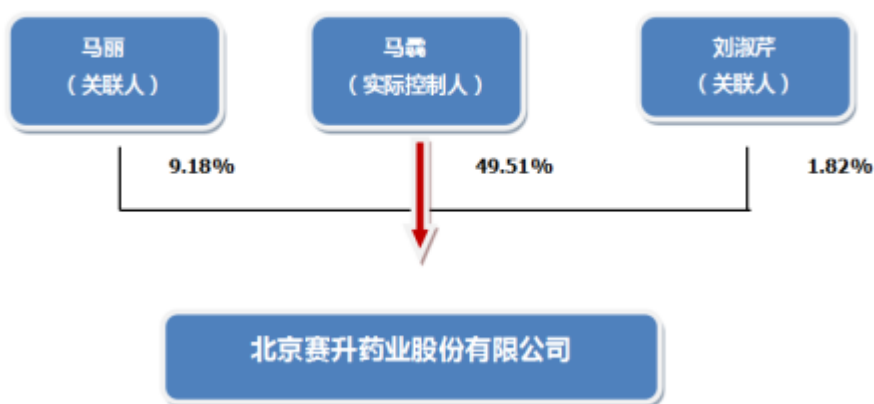 马丽
（关联人）
马骉
（实际控制人）
刘淑芹
（关联人）
9.18%
49.51%
1.82%
北京赛升药业股份有限公司